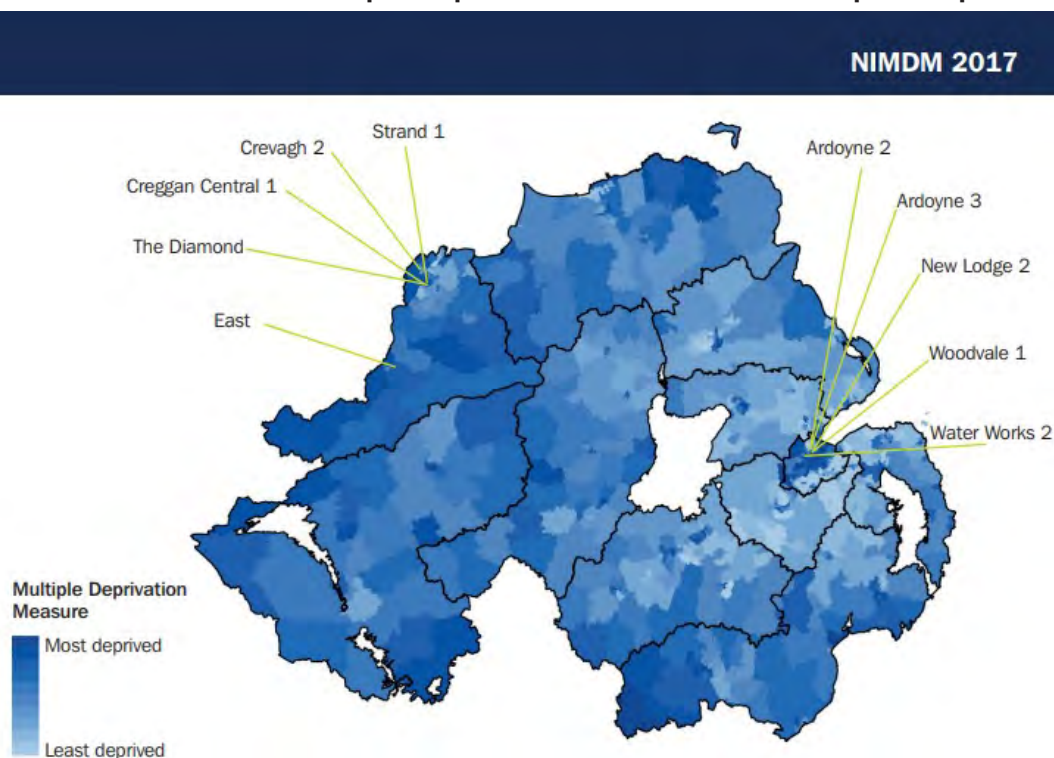 NIMDM 2017
Strand 1
Crevagh 2
Creggan Central 1
The Diamond
East
Ardoyne 2
Ardoyne 3
New Lodge 2
Woodvale 1
Water Works 2
Multiple Deprivation
Measure
Most deprived
Least deprived